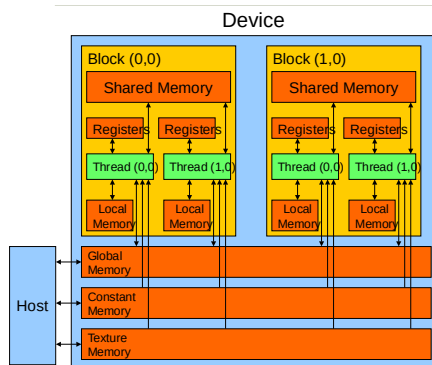 Device
Block (0,0)
Shared Memory
Registers
Registers
Thread (0,0)
Thread (1,0)
Local
Memory
Local
Memory
Block (1,0)
Shared Memory
Registers
Registers
Thread (0,0)
Thread (1,0)
Local
Memory
Local
Memory
Host
Global
Memory
Constant
Memory
Texture
Memory